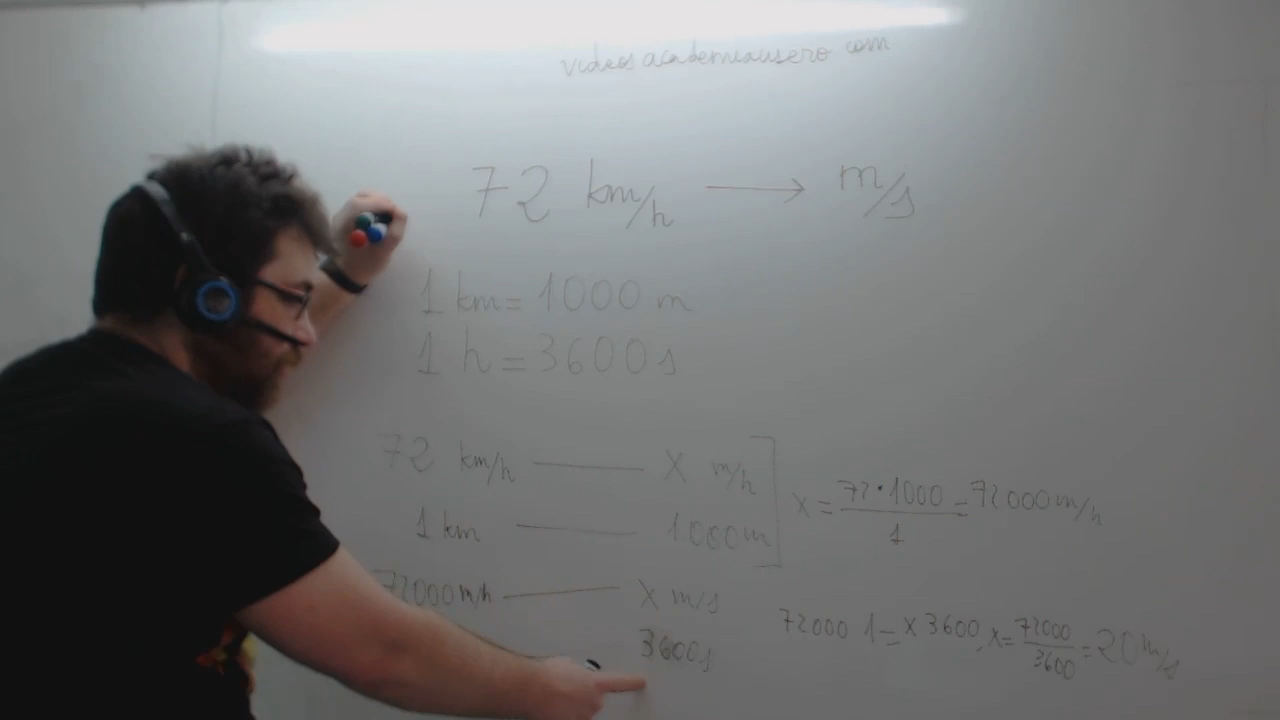 videos academiausero com
72 km/h → m/s
1 km = 1000 m
1 h = 3600 s
72 km/h — X m/h
1 km — 1000m
x = 72·1000/1 = 72000 m/h
72000 m/h — X m/s
3600s
72000 1 = x 3600, x = 72000/3600 = 20 m/s